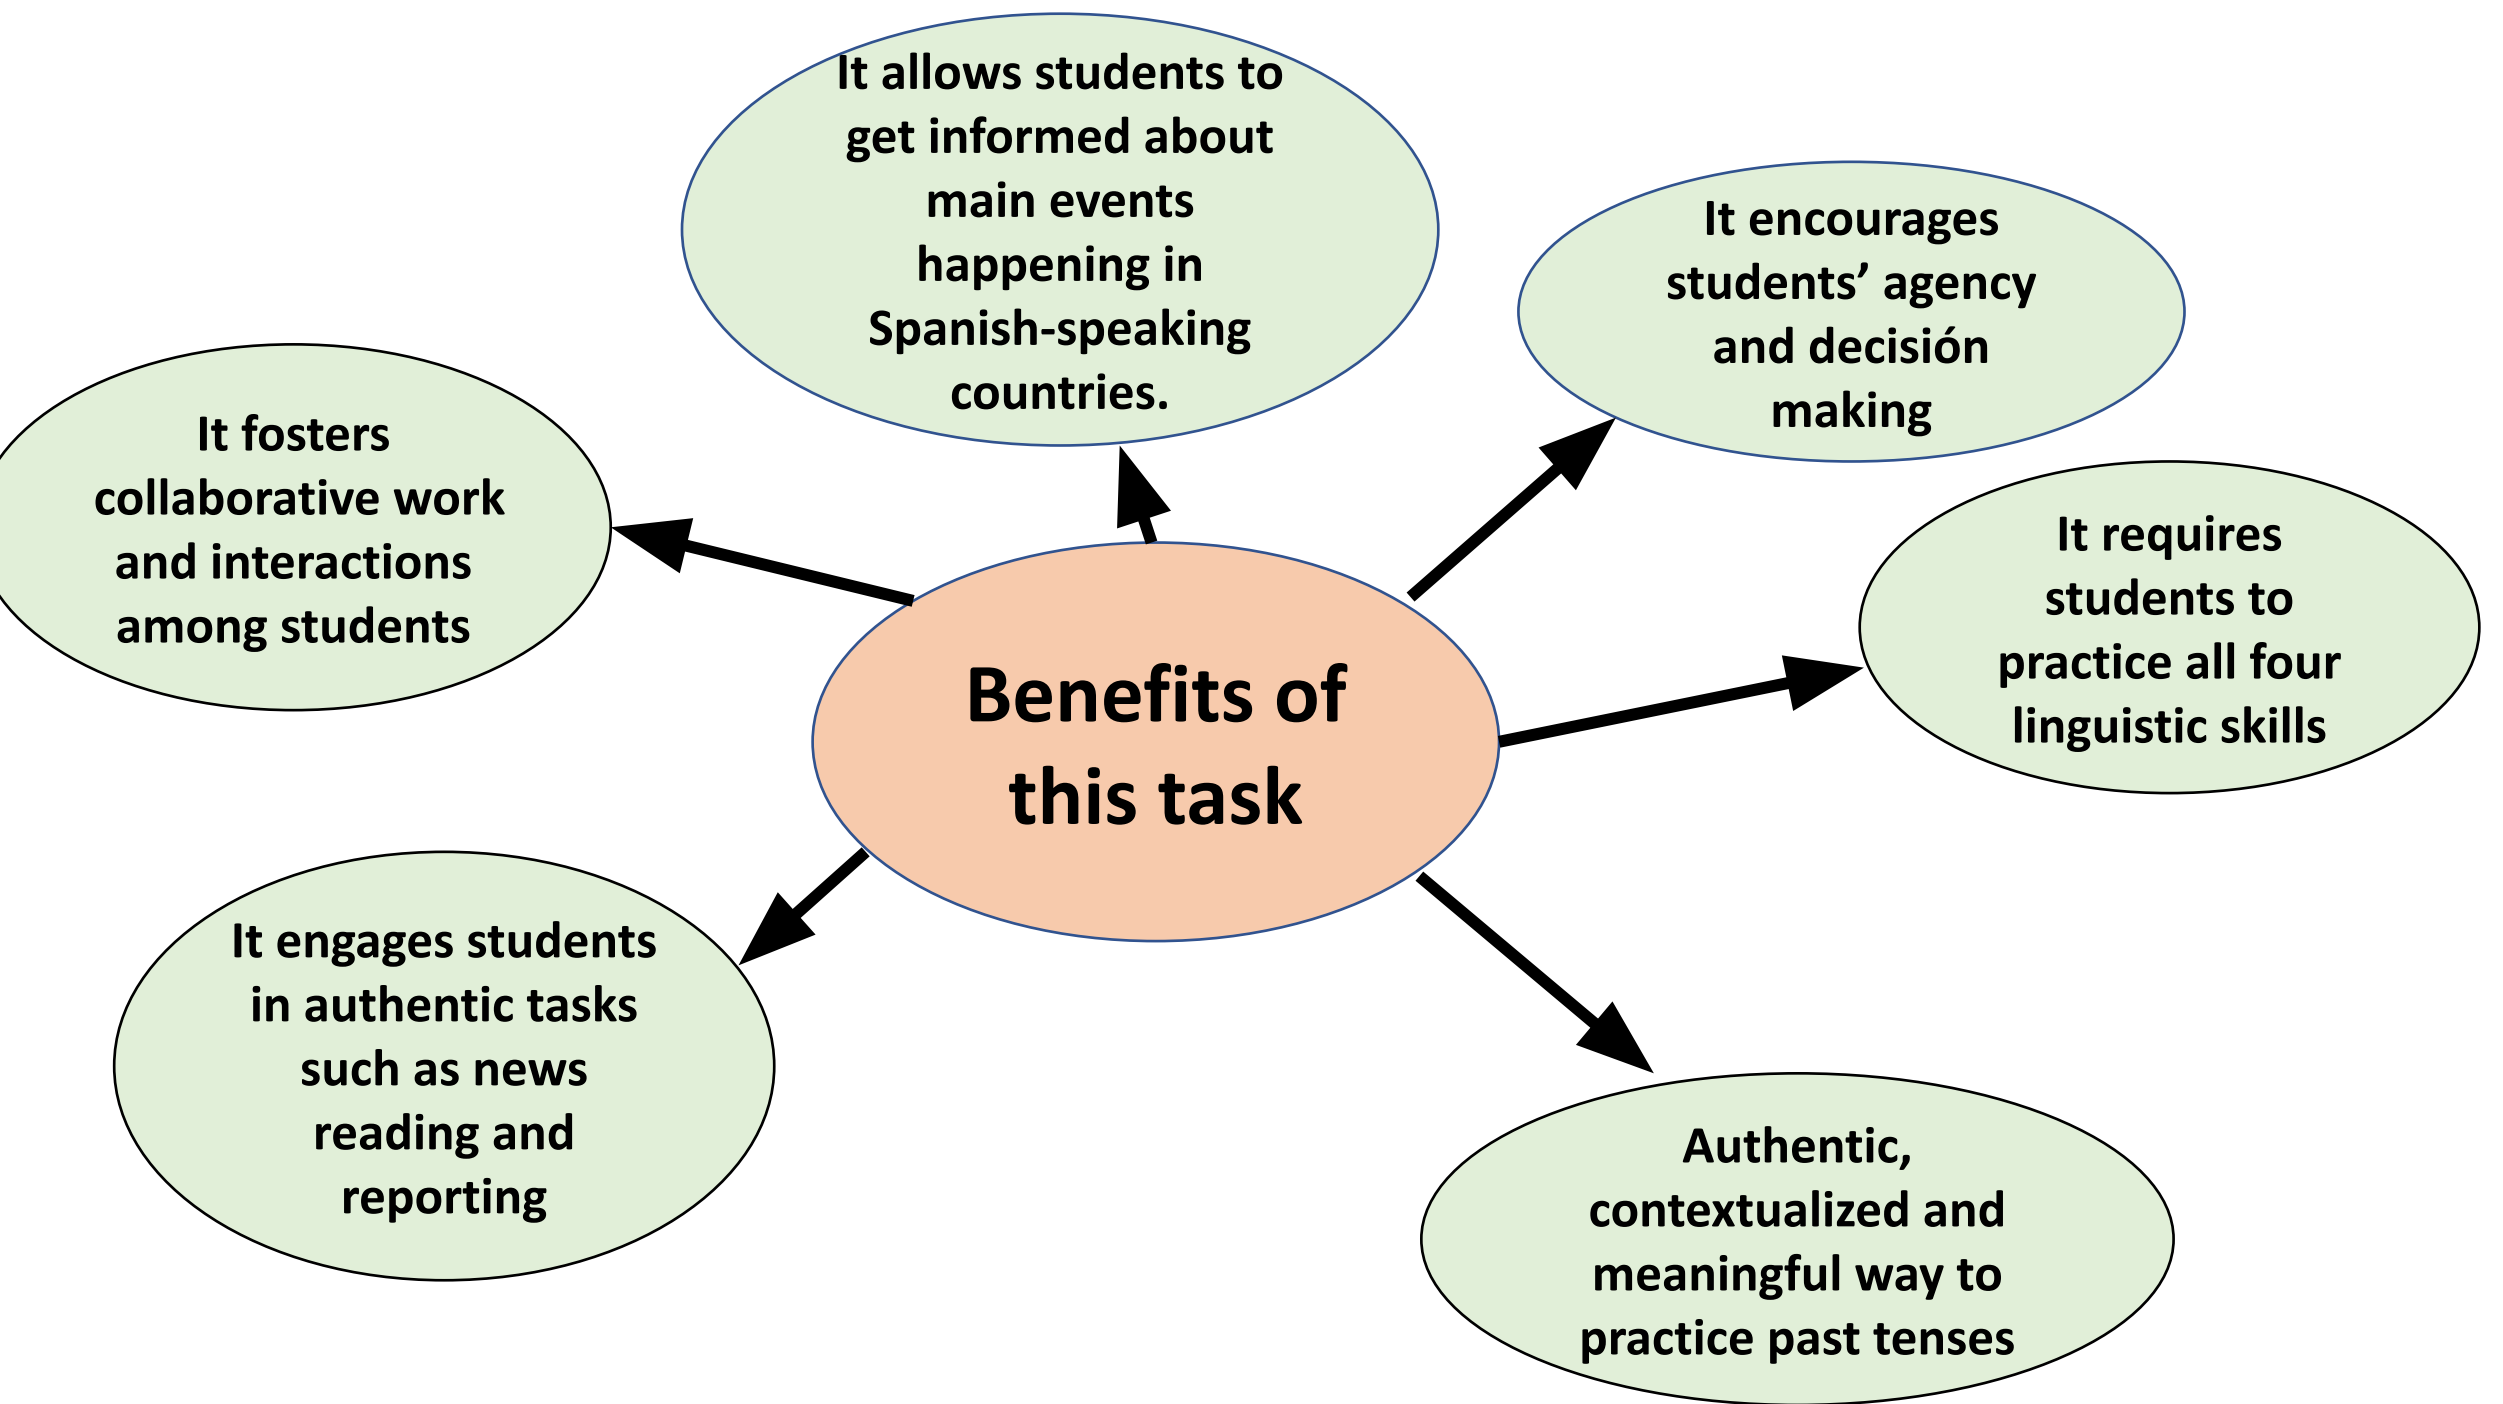 It allows students to
get informed about
main events
happening in
Spanish-speaking
countries.
It encourages
students’ agency
and decisión
making
It fosters
collaborative work
and interactions
among students
It requires
students to
practice all four
linguistic skills
Benefits of
this task
It engages students
in authentic tasks
such as news
reading and
reporting
Authentic,
contextualized and
meaningful way to
practice past tenses